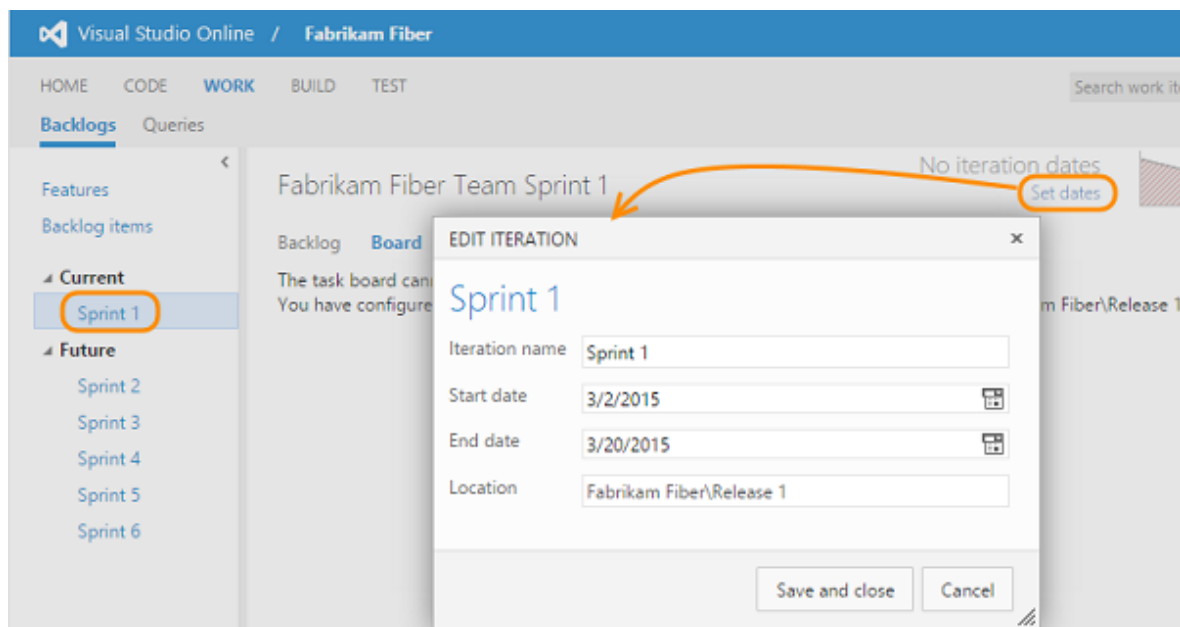 Visual Studio Online / Fabrikam Fiber
HOME CODE WORK BUILD TEST
Search work
Backlogs Queries
Features
Backlog items
Current
Sprint 1
Future
Sprint 2
Sprint 3
Sprint 4
Sprint 5
Sprint 6
Fabrikam Fiber Team Sprint 1
No iteration dates
Set dates
Backlog Board
The task board
You have configure
m Fiber\Release 1
EDIT ITERATION
Sprint 1
Iteration name Sprint 1
Start date 3/2/2015
End date 3/20/2015
Location Fabrikam Fiber\Release 1
Save and close Cancel